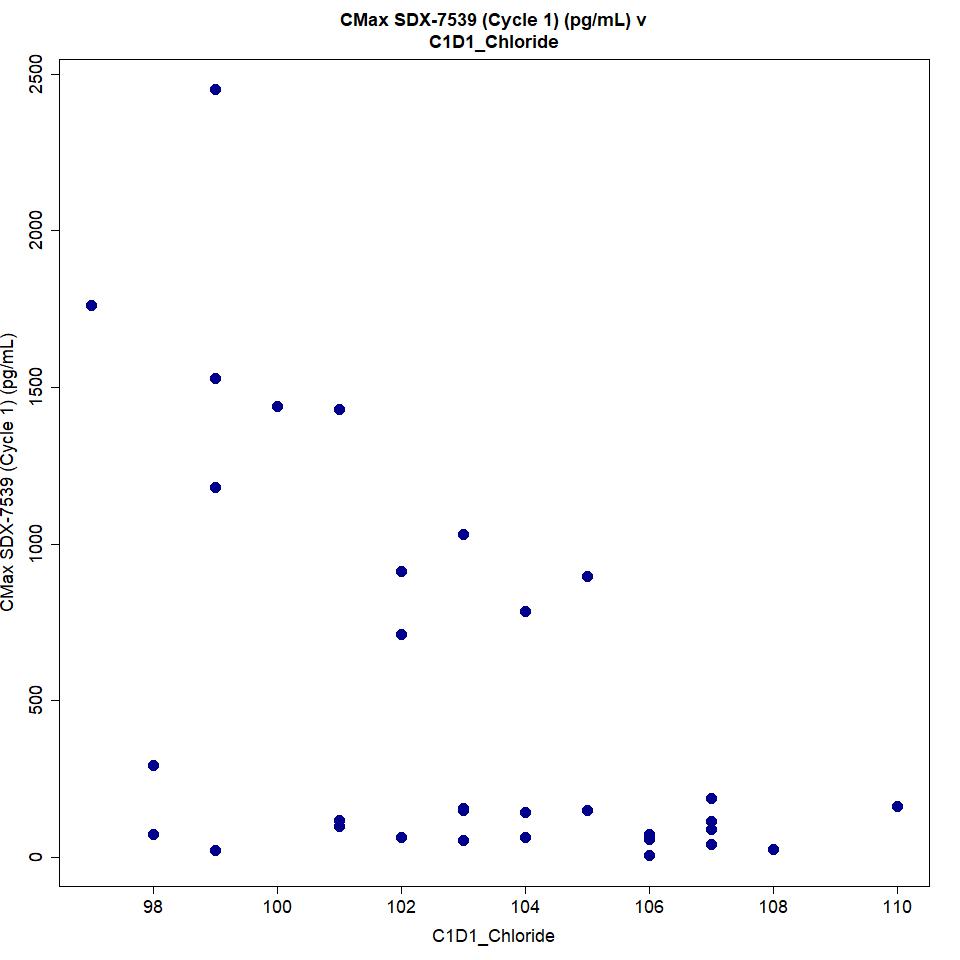 CMax SDX-7539 (Cycle 1) (pg/mL) v
C1D1_Chloride
2500
2000
1500
1000
500
0
CMax SDX-7539 (Cycle 1) (pg/mL)
98 100 102 104 106 108 110
C1D1_Chloride